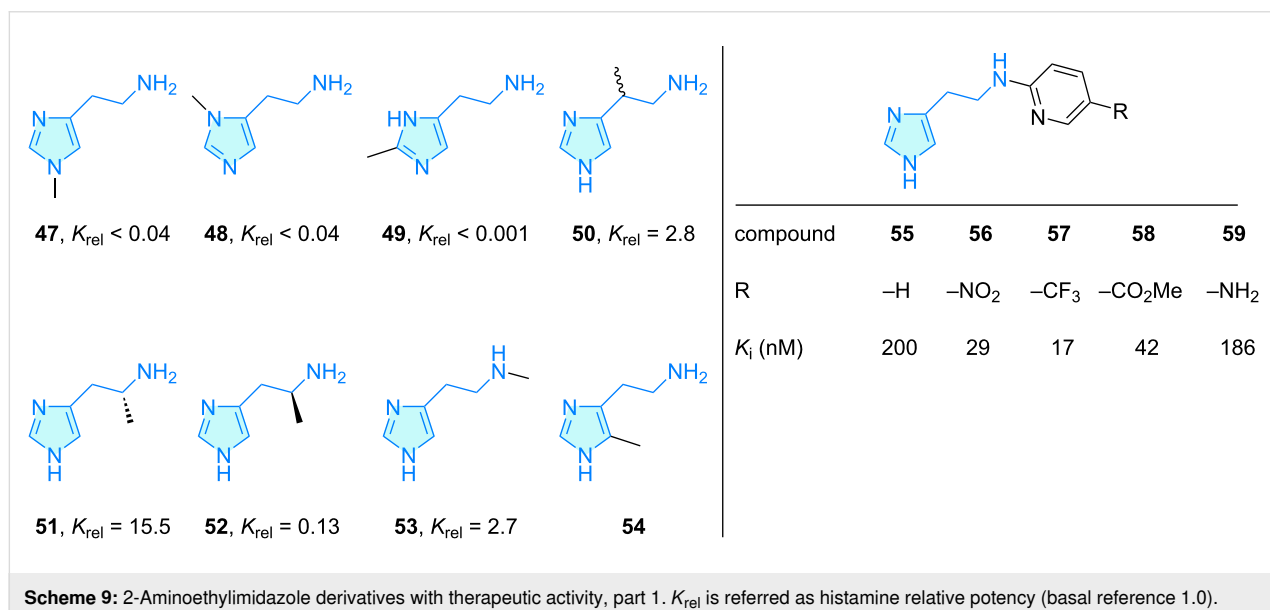 NH₂ NH₂ NH₂ NH₂
N N HN N
N N N N
H
47, Krel < 0.04 48, Krel < 0.04 49, Krel < 0.001 50, Krel = 2.8
NH₂ NH₂ H NH₂
N
N N N N
N N N N
H H H H
51, Krel = 15.5 52, Krel = 0.13 53, Krel = 2.7 54
H
N
N N R
N
H
compound 55 56 57 58 59
R –H –NO₂ –CF₃ –CO₂Me –NH₂
Ki (nM) 200 29 17 42 186
Scheme 9: 2-Aminoethylimidazole derivatives with therapeutic activity, part 1. Krel is referred as histamine relative potency (basal reference 1.0).